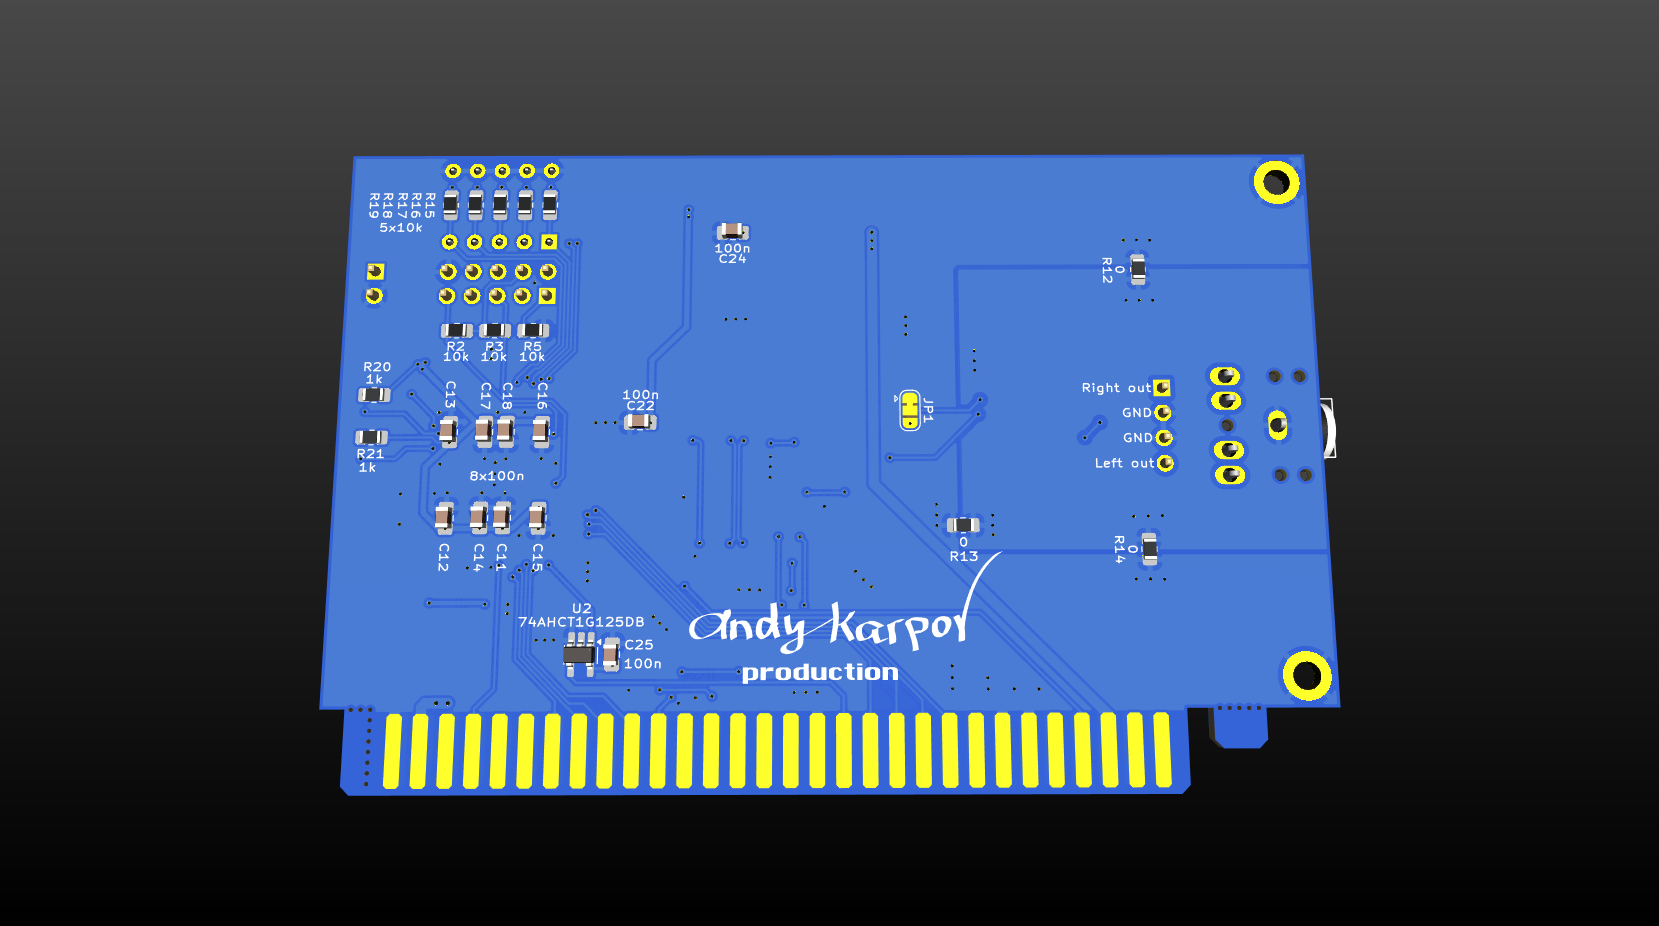 R15
R16
R17
R18
R19
5x10k
100n
C24
R12
0
R2
R3
R5
10k
10k
10k
R20
1k
C13
C17
C18
C16
100n
C22
JP1
Right out
GND
GND
Left out
R21
1k
8x100n
C12
C14
C11
C15
0
R13
R14
0
U2
74AHCT1G125DB
C25
100n
andy karpov
production